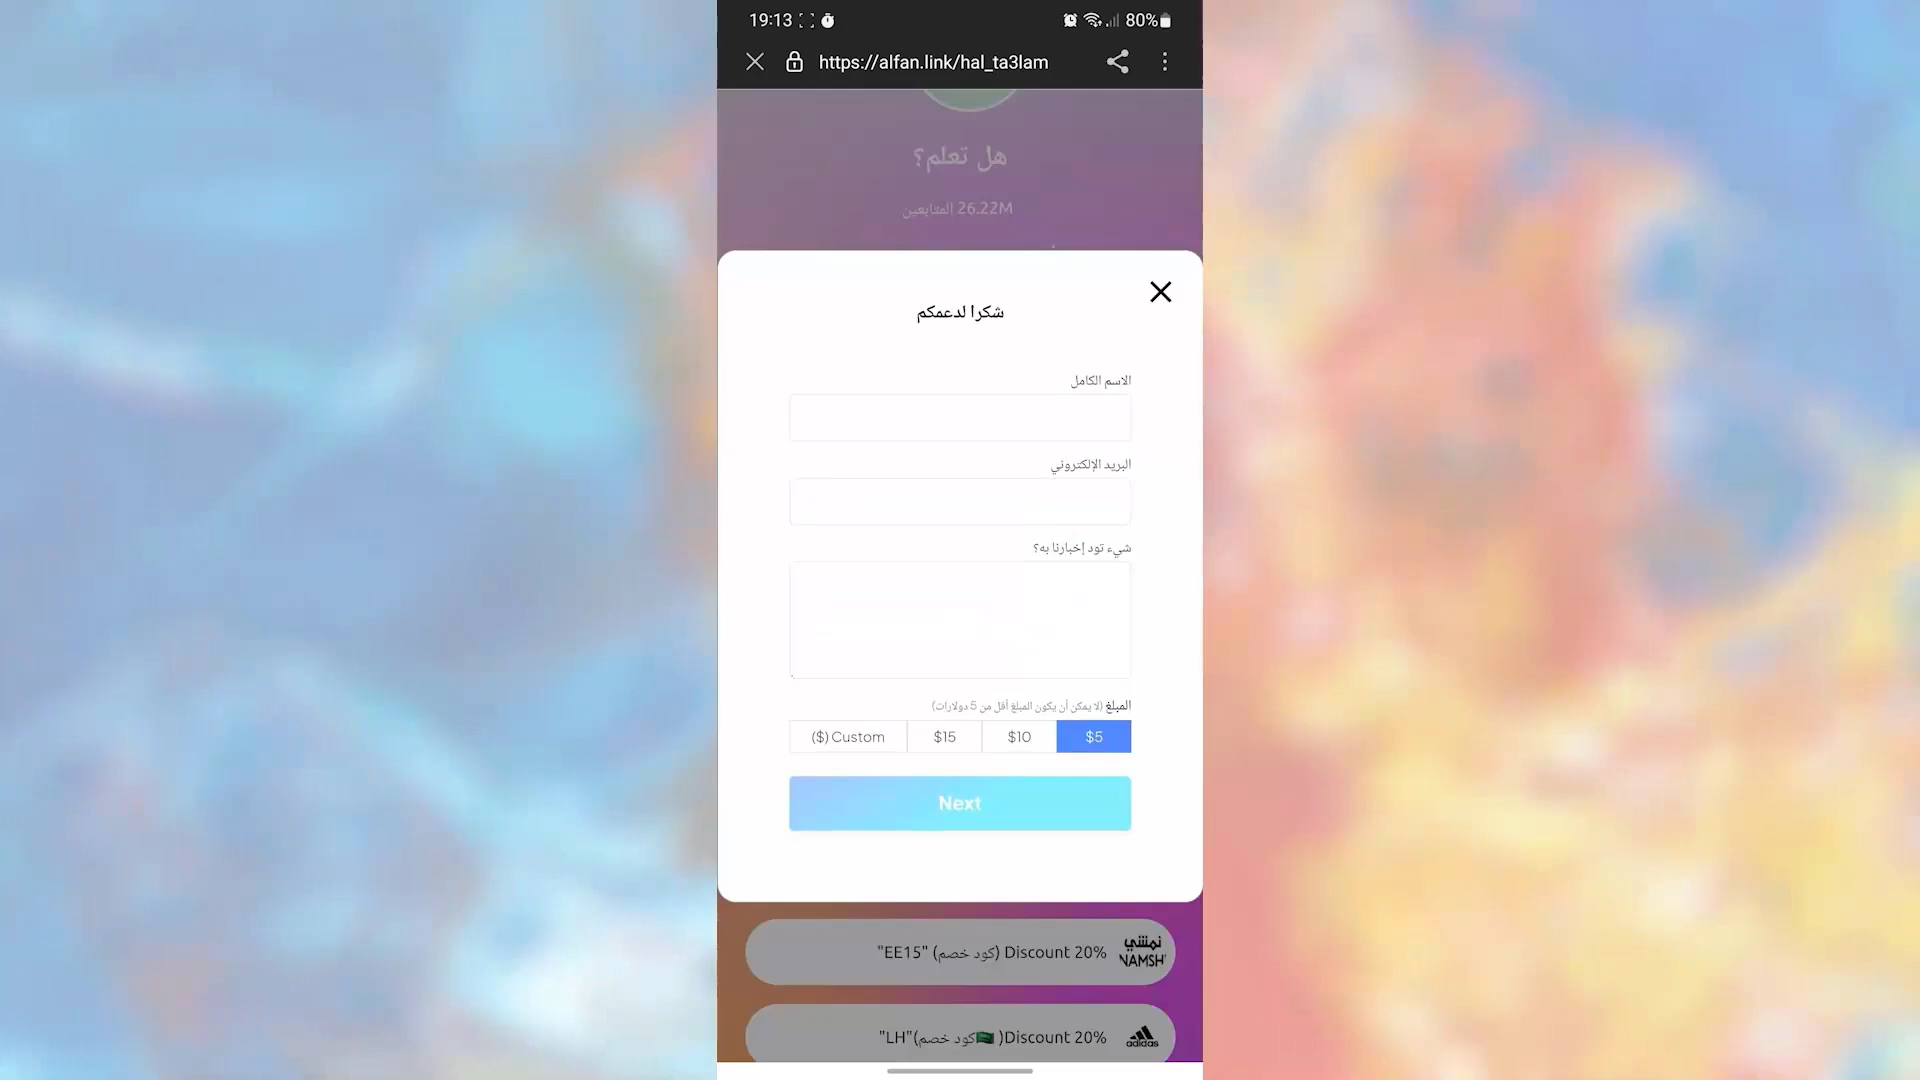 19:13
80%
https://alfan.link/hal_ta3lam
هل تعلم؟
26.22M المتابعين
شكرا لدعمكم
الاسم الكامل
البريد الإلكتروني
شيء تود إخبارنا به؟
المبلغ (لا يمكن أن يكون المبلغ أقل من 5 دولارات)
$5
$10
$15
($) Custom
Next
نمشي
NAMSHI
Discount 20% (كود خصم) "EE15"
Discount 20% (🇸🇦كود خصم)"LH"
adidas